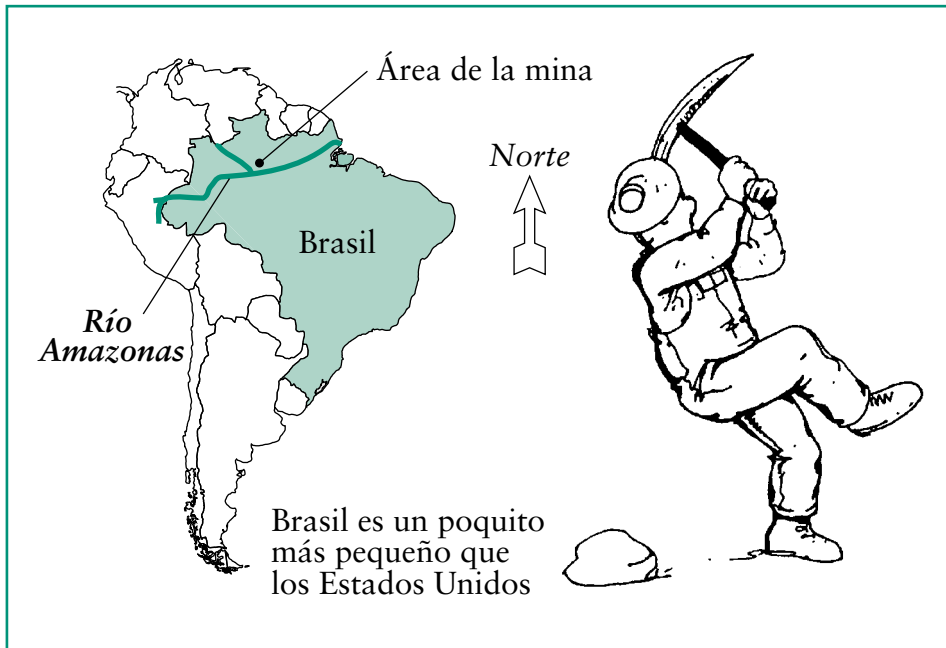 Área de la mina
Norte
Brasil
Río
Amazonas
Brasil es un poquito
más pequeño que
los Estados Unidos